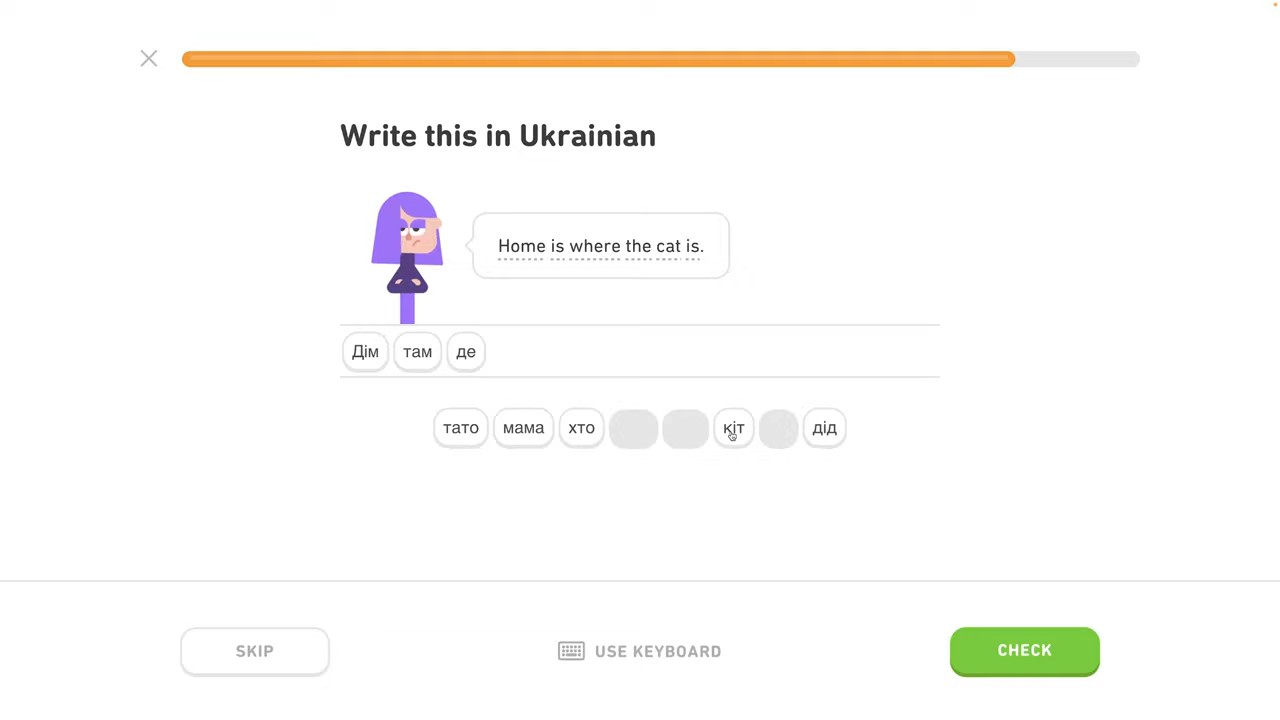 Write this in Ukrainian
Home is where the cat is.
Дім там де
тато мама хто кіт дід
SKIP USE KEYBOARD CHECK